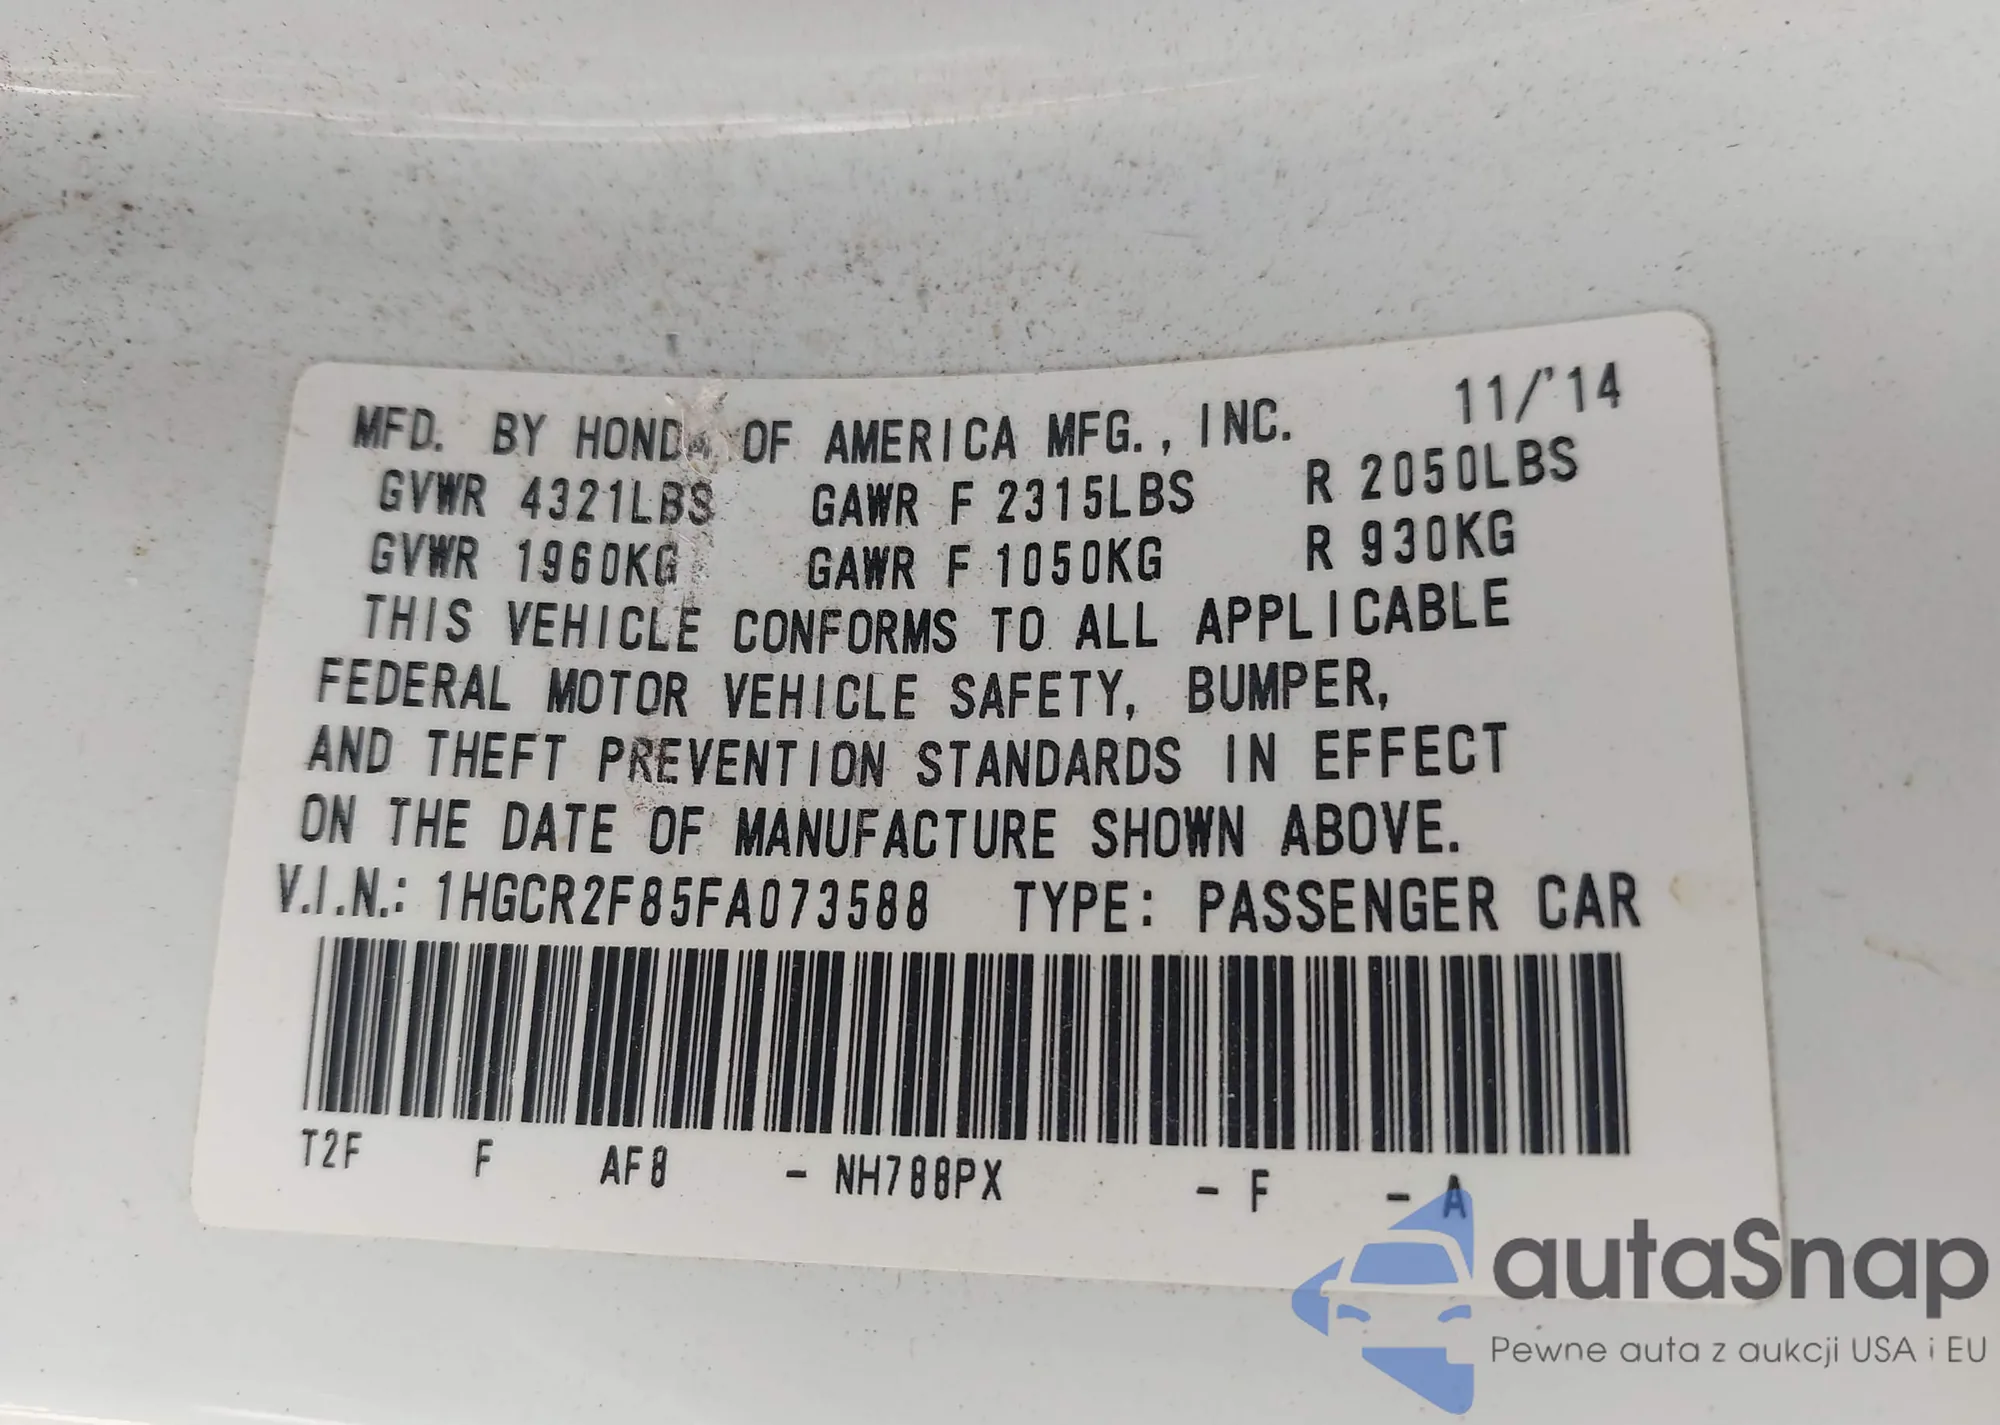 MFD. BY HONDA OF AMERICA MFG., INC. 11/'14
GVWR 4321LBS GAWR F 2315LBS R 2050LBS
GVWR 1960KG GAWR F 1050KG R 930KG
THIS VEHICLE CONFORMS TO ALL APPLICABLE
FEDERAL MOTOR VEHICLE SAFETY, BUMPER,
AND THEFT PREVENTION STANDARDS IN EFFECT
ON THE DATE OF MANUFACTURE SHOWN ABOVE.
V.I.N.: 1HGCR2F85FA073588 TYPE: PASSENGER CAR
T2F F AF8 - NH788PX - F - A
autaSnap
Pewne auta z aukcji USA i EU